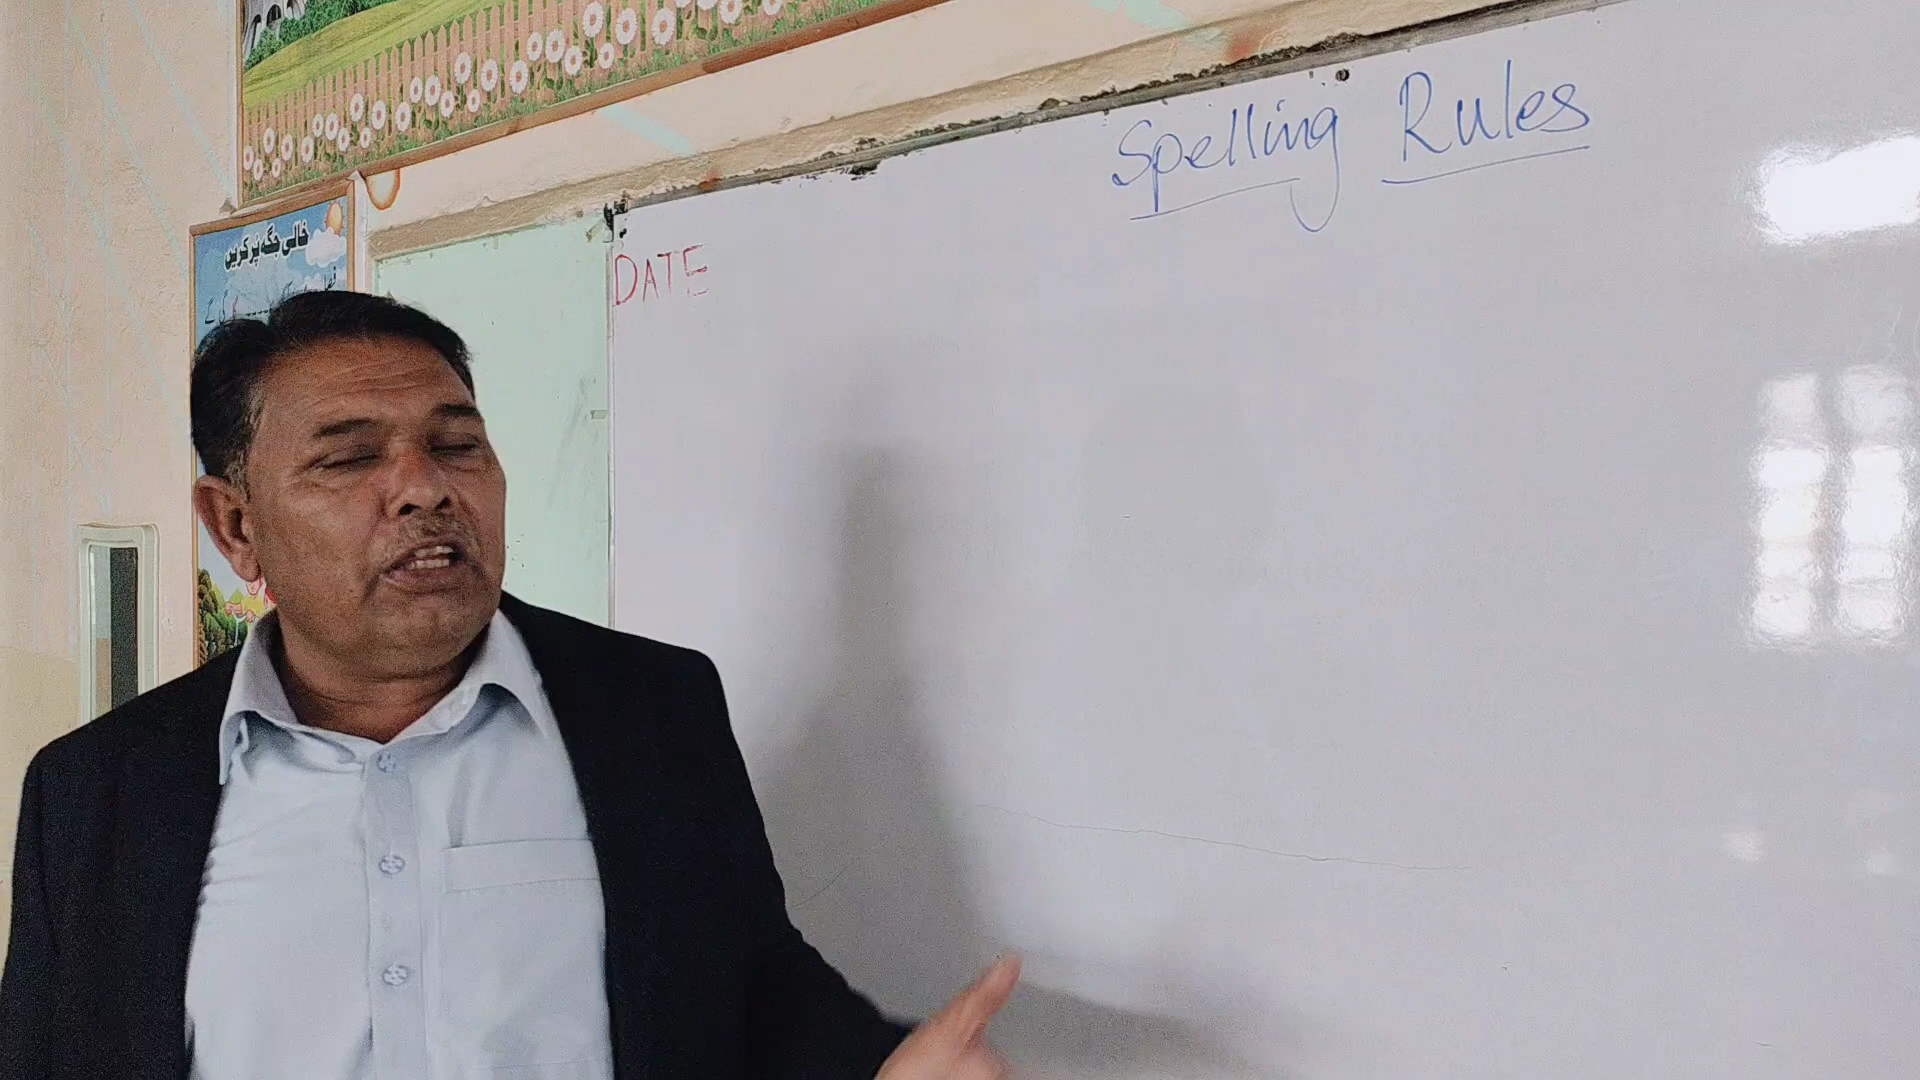 Spelling Rules
DATE
خالی جگہ پر کریں